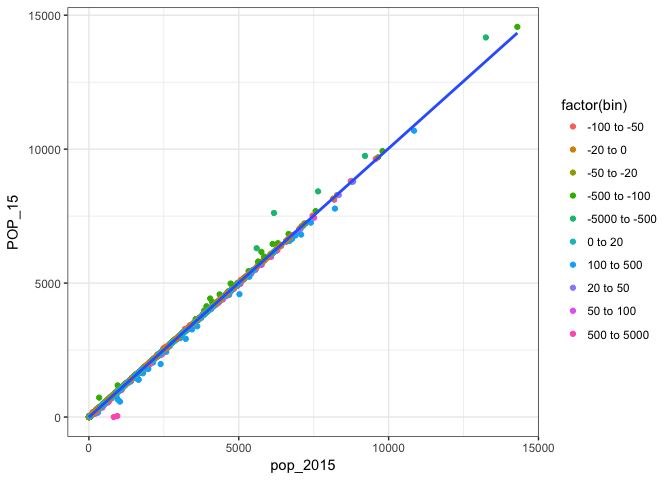 15000
10000
5000
0
POP_15
0
5000
10000
15000
pop_2015
factor(bin)
-100 to -50
-20 to 0
-50 to -20
-500 to -100
-5000 to -500
0 to 20
100 to 500
20 to 50
50 to 100
500 to 5000